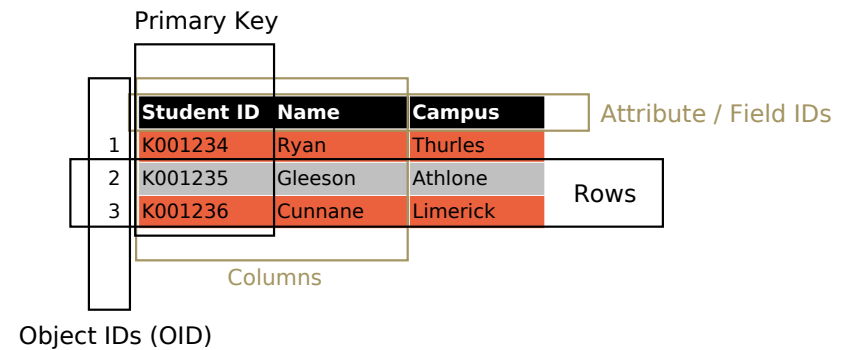 Primary Key
Student ID Name Campus
Attribute / Field IDs
1 K001234 Ryan Thurles
2 K001235 Gleeson Athlone
Rows
3 K001236 Cunnane Limerick
Columns
Object IDs (OID)